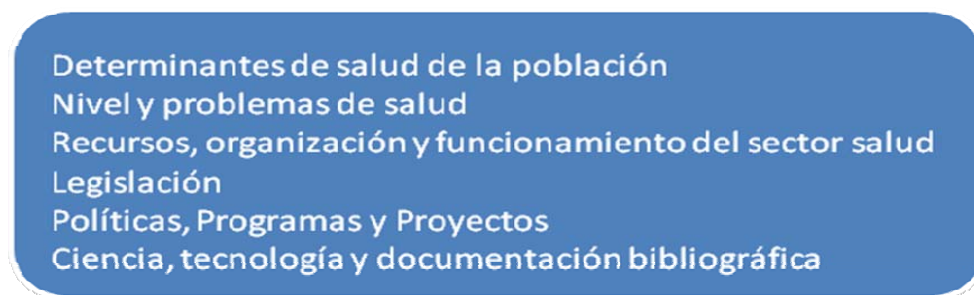 Determinantes de salud de la población
Nivel y problemas de salud
Recursos, organización y funcionamiento del sector salud
Legislación
Políticas, Programas y Proyectos
Ciencia, tecnología y documentación bibliográfica